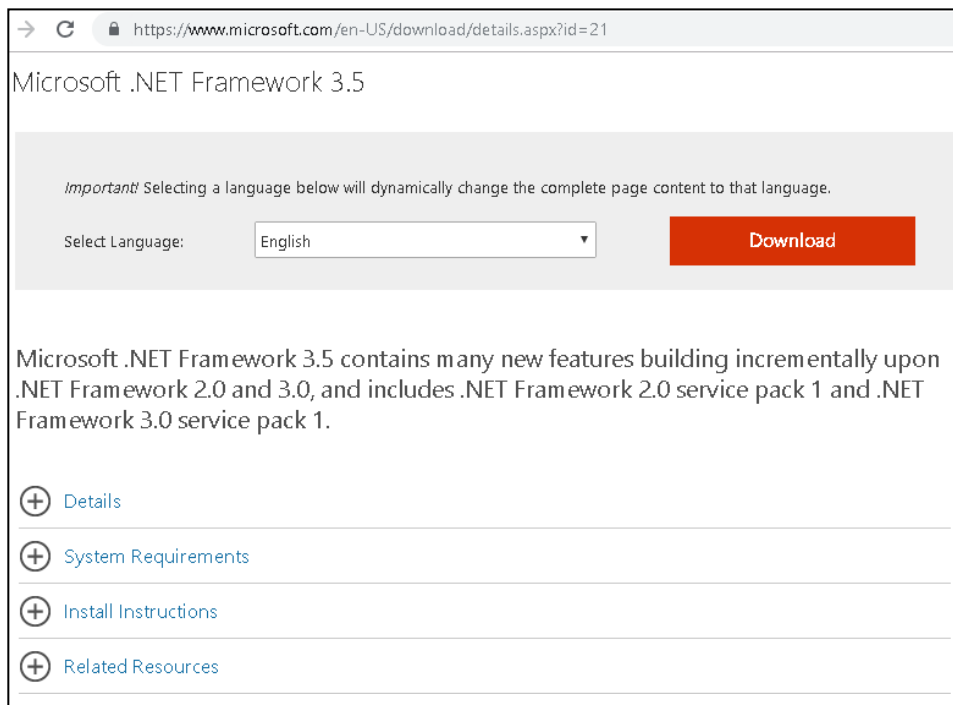 https://www.microsoft.com/en-US/download/details.aspx?id=21
Microsoft .NET Framework 3.5
Important! Selecting a language below will dynamically change the complete page content to that language.
Select Language:
English
Download
Microsoft .NET Framework 3.5 contains many new features building incrementally upon
.NET Framework 2.0 and 3.0, and includes .NET Framework 2.0 service pack 1 and .NET
Framework 3.0 service pack 1.
Details
System Requirements
Install Instructions
Related Resources